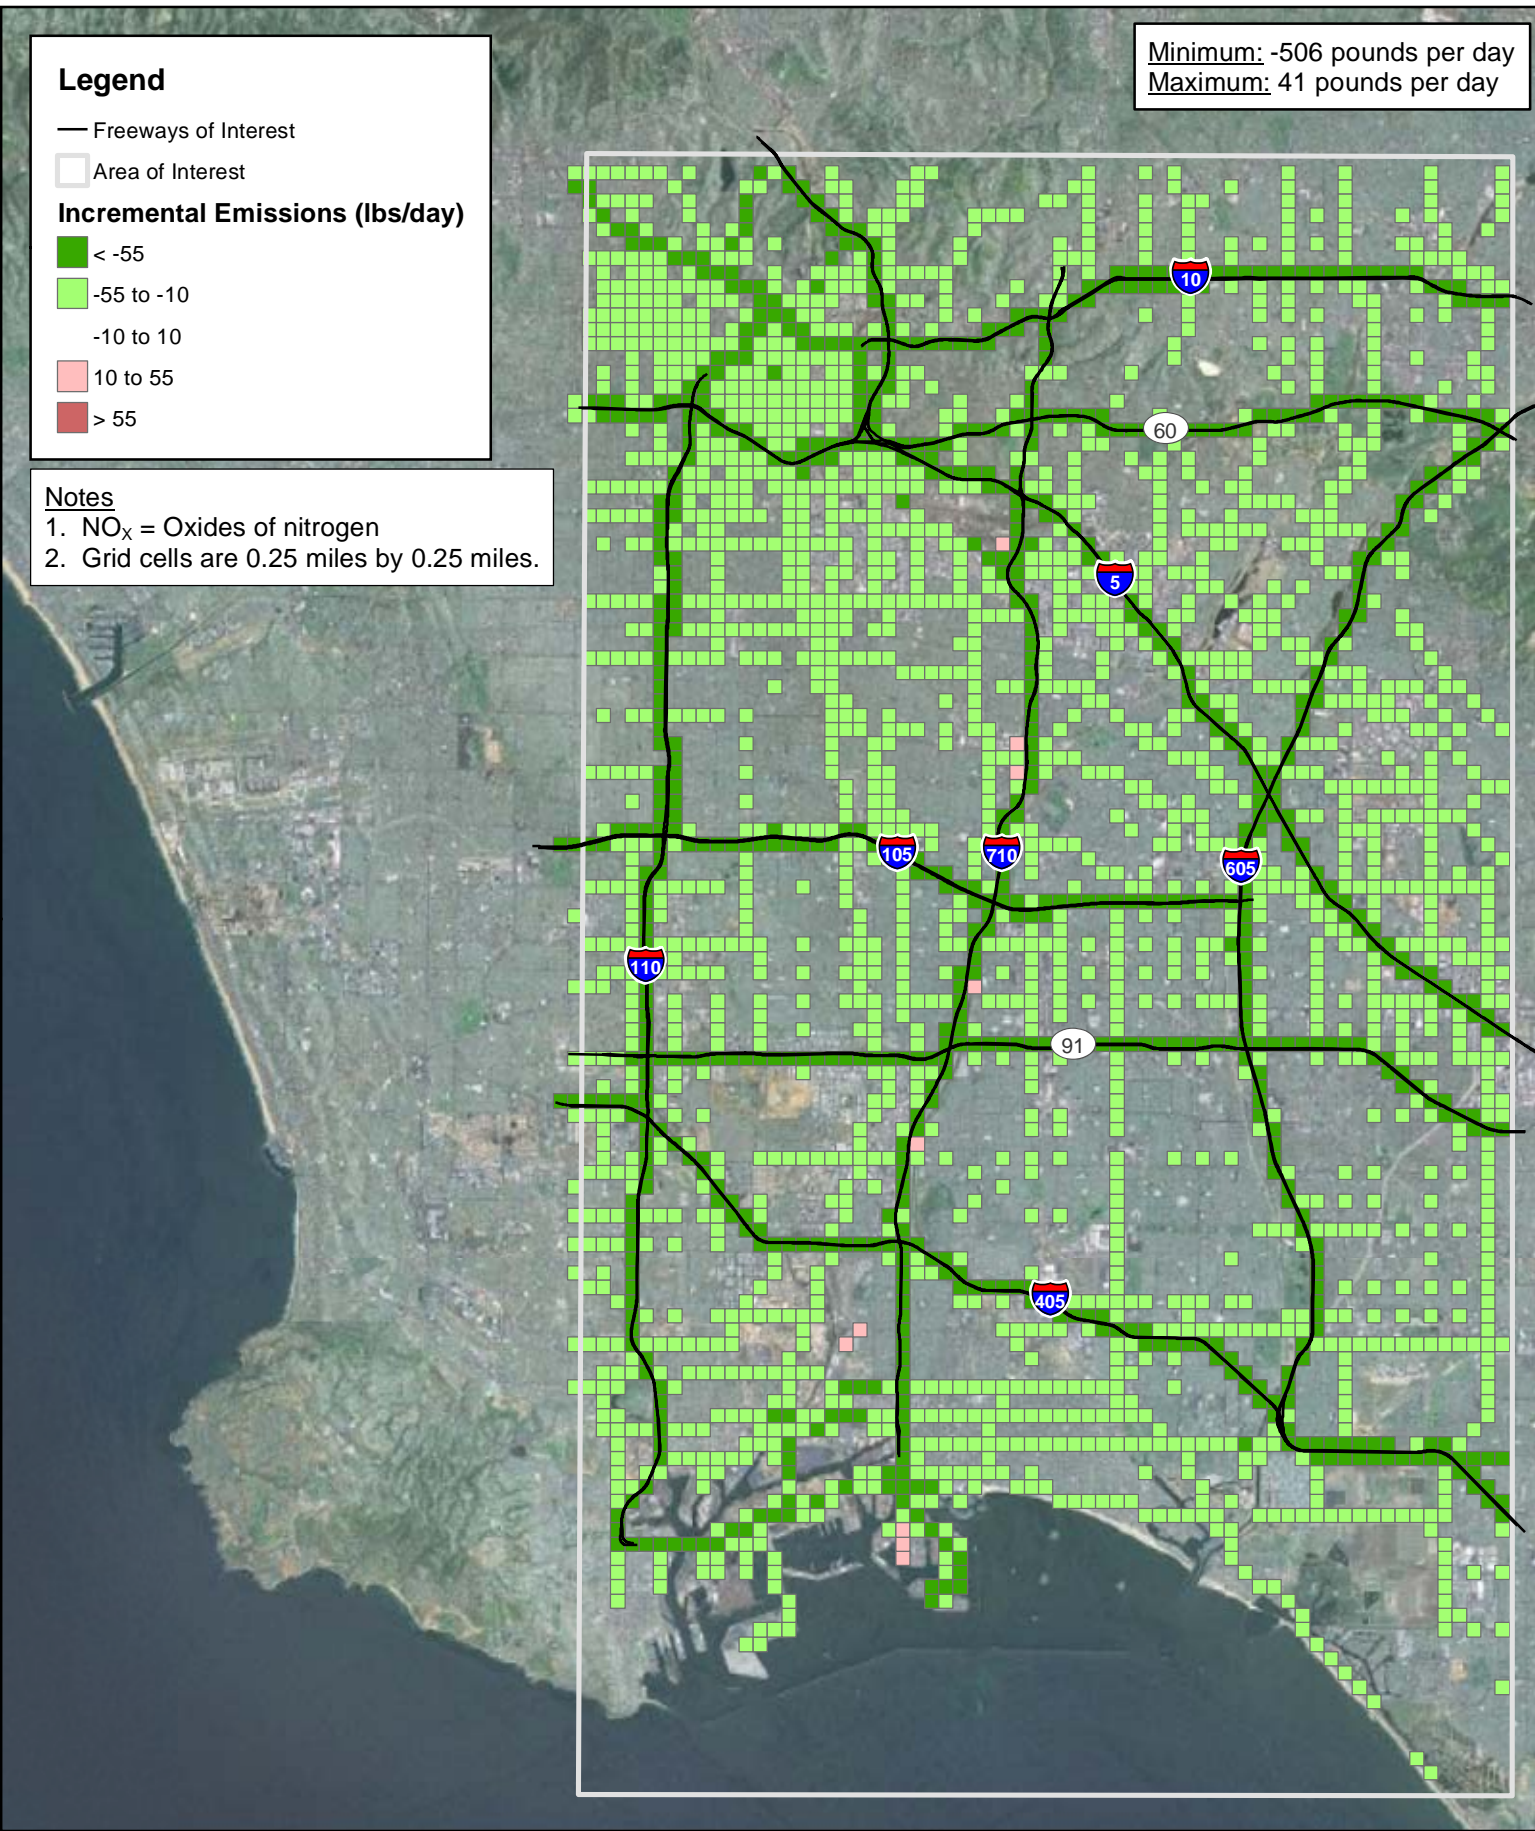 Minimum: -506 pounds per day
Maximum: 41 pounds per day
Legend
Freeways of Interest
Area of Interest
Incremental Emissions (lbs/day)
< -55
-55 to -10
-10 to 10
10 to 55
> 55
Notes
1. NOX = Oxides of nitrogen
2. Grid cells are 0.25 miles by 0.25 miles.
10
60
5
105
710
605
110
91
405